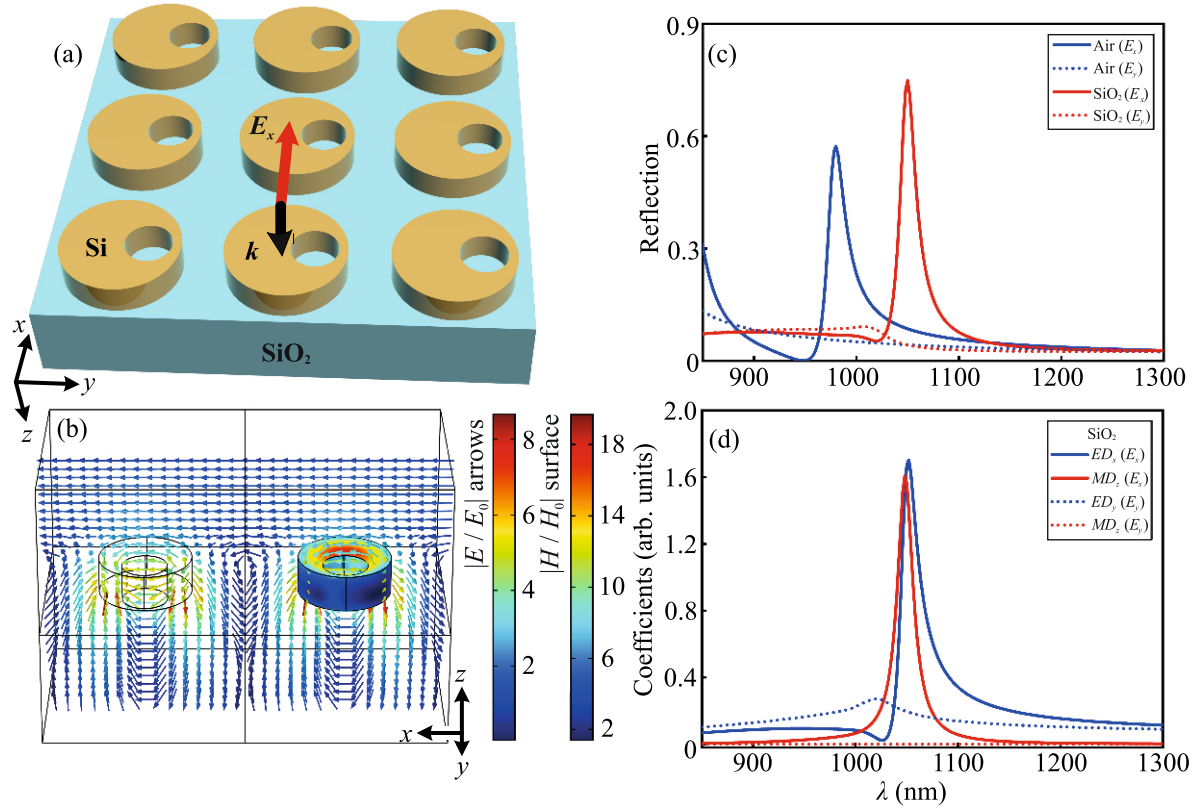 (a)
E_x
k
Si
SiO₂
x
y
z
(b)
|E / E₀| arrows
8
6
4
2
|H / H₀| surface
18
14
10
6
2
z
x
y
(c)
Reflection
0.9
0.6
0.3
0
900 1000 1100 1200 1300
Air (E_x)
Air (E_y)
SiO₂ (E_x)
SiO₂ (E_y)
(d)
Coefficients (arb. units)
2.0
1.6
1.2
0.8
0.4
0
900 1000 1100 1200 1300
λ (nm)
SiO₂
ED_x (E_x)
MD_z (E_x)
ED_y (E_y)
MD_z (E_y)